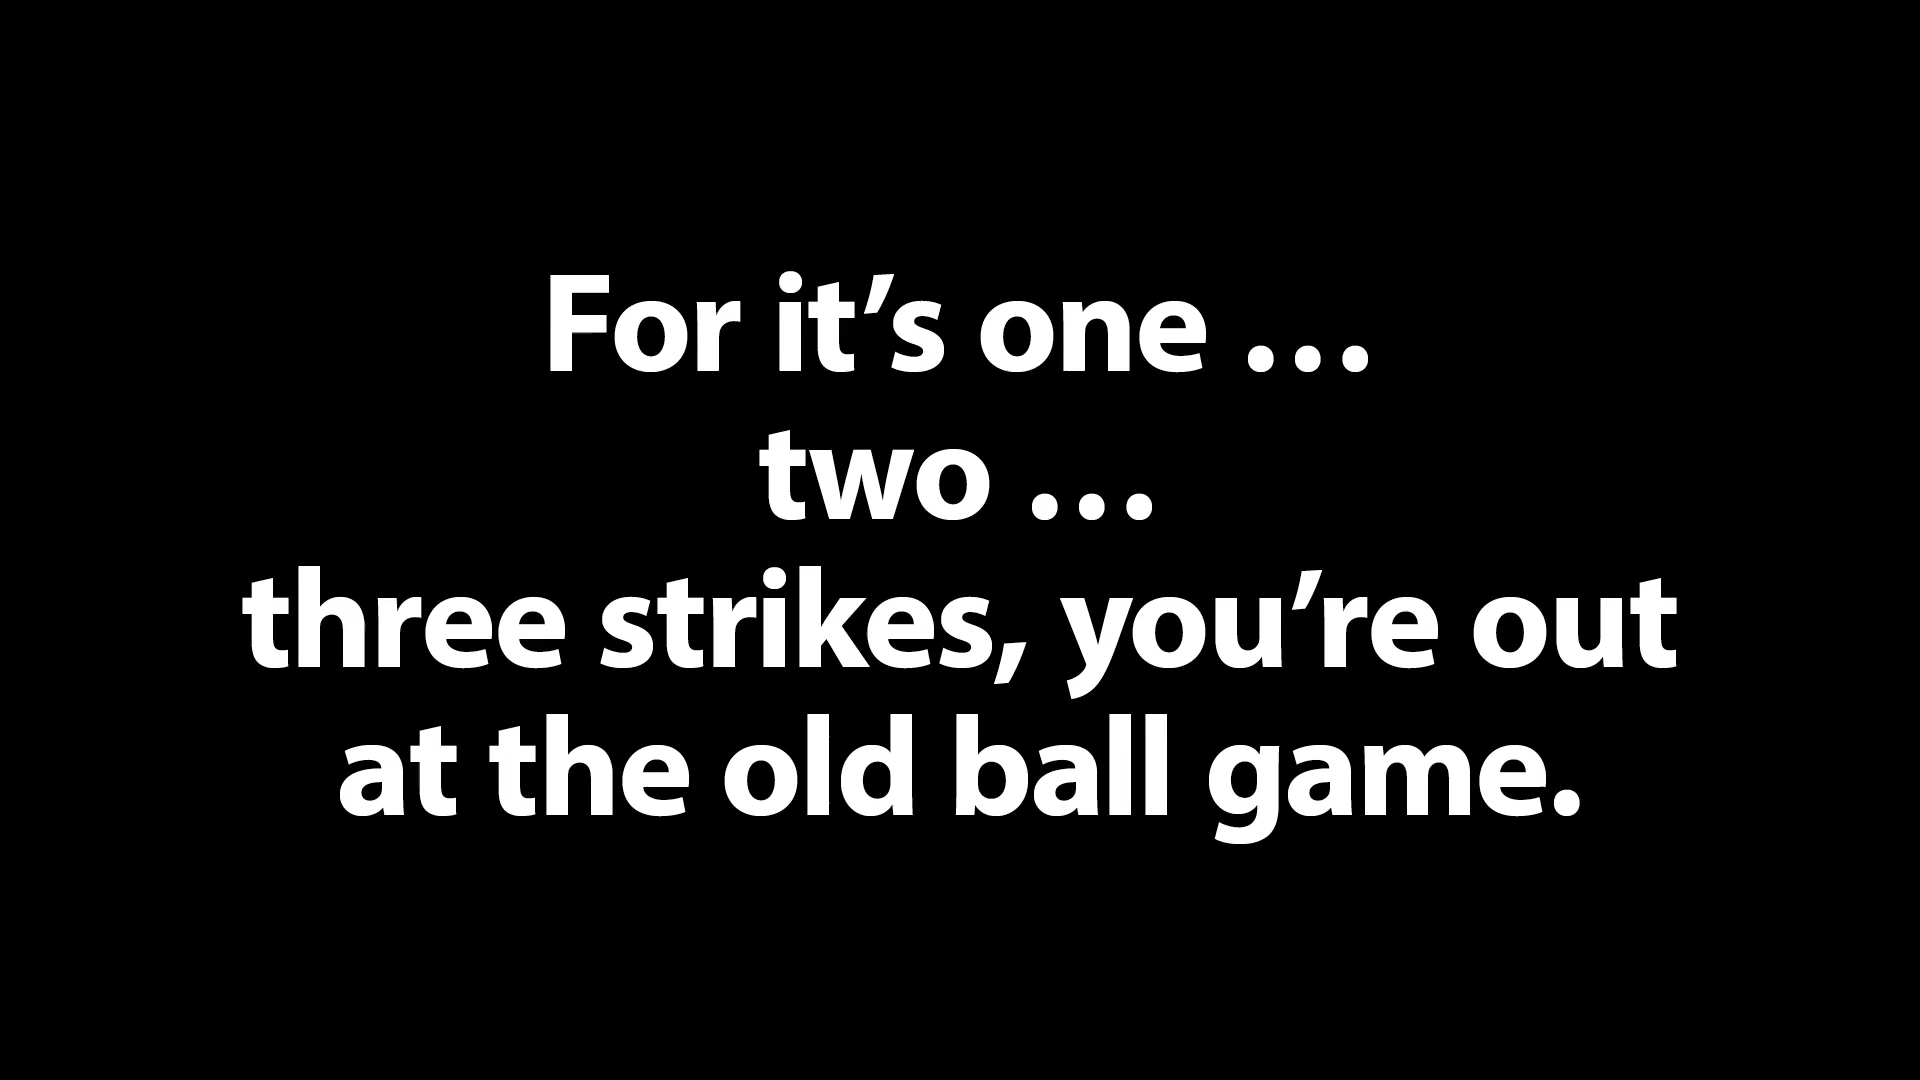 For it’s one …
two …
three strikes, you’re out
at the old ball game.